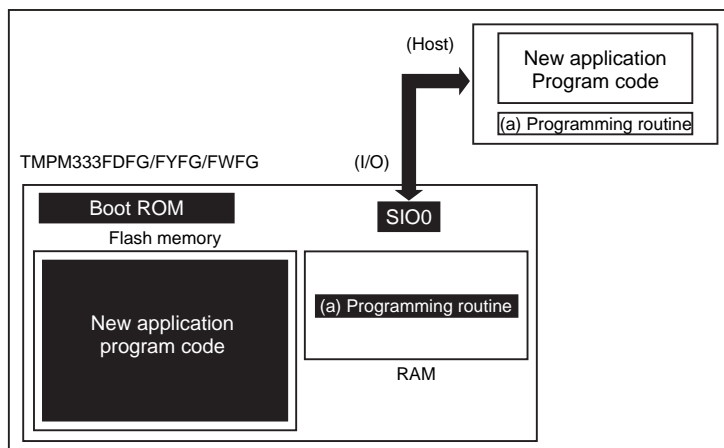 (Host)
New application
Program code
(a) Programming routine
TMPM333FDFG/FYFG/FWFG
(I/O)
Boot ROM
SIO0
Flash memory
New application
program code
(a) Programming routine
RAM